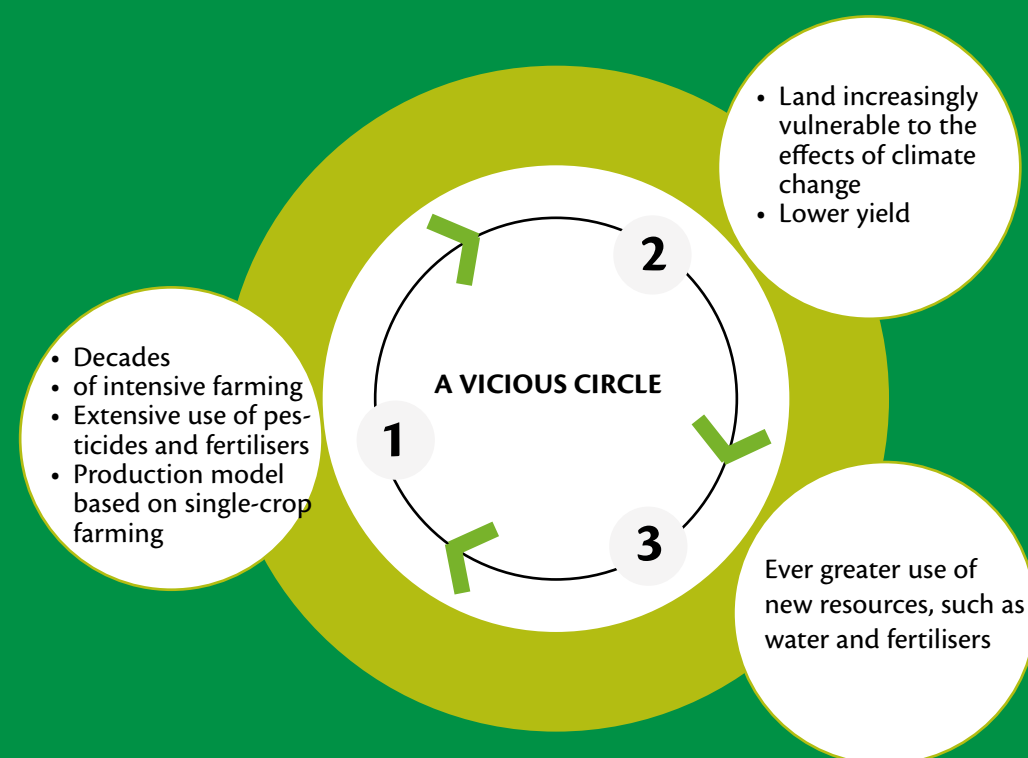 A VICIOUS CIRCLE
1
• Decades
• of intensive farming
• Extensive use of pes-
ticides and fertilisers
• Production model
based on single-crop
farming
2
• Land increasingly
vulnerable to the
effects of climate
change
• Lower yield
3
Ever greater use of
new resources, such as
water and fertilisers